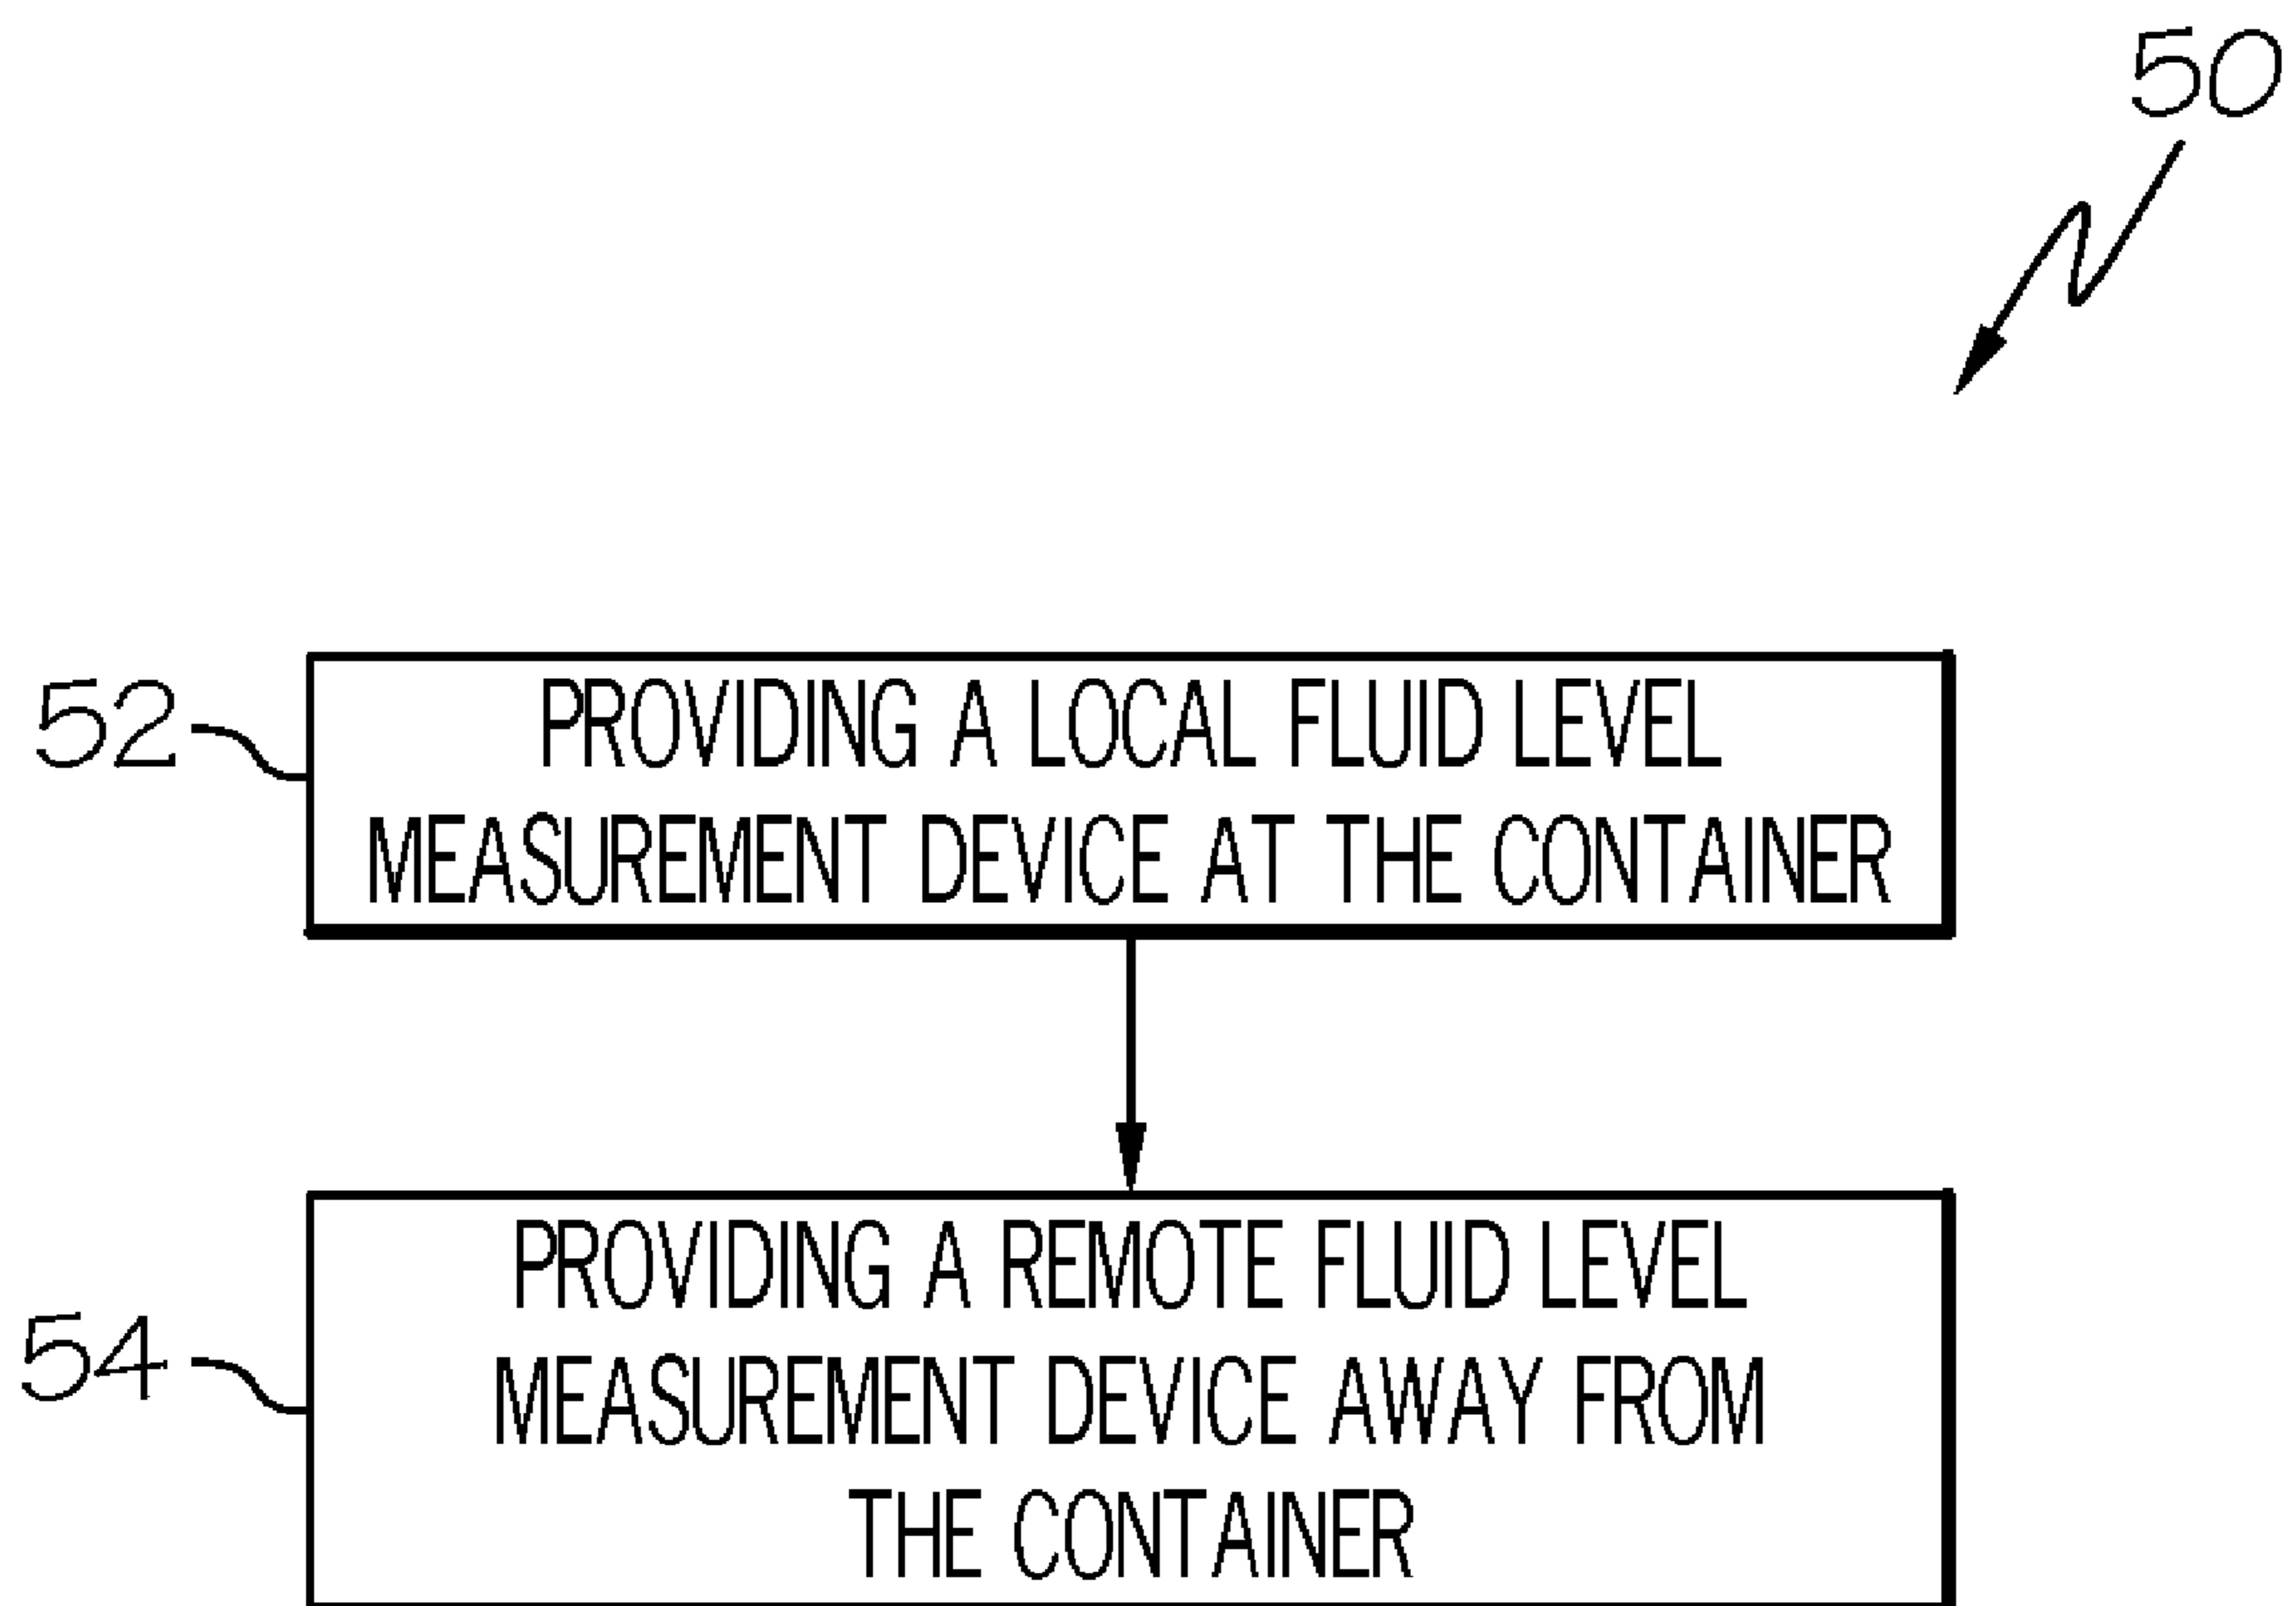 50
52
PROVIDING A LOCAL FLUID LEVEL
MEASUREMENT DEVICE AT THE CONTAINER
54
PROVIDING A REMOTE FLUID LEVEL
MEASUREMENT DEVICE AWAY FROM
THE CONTAINER